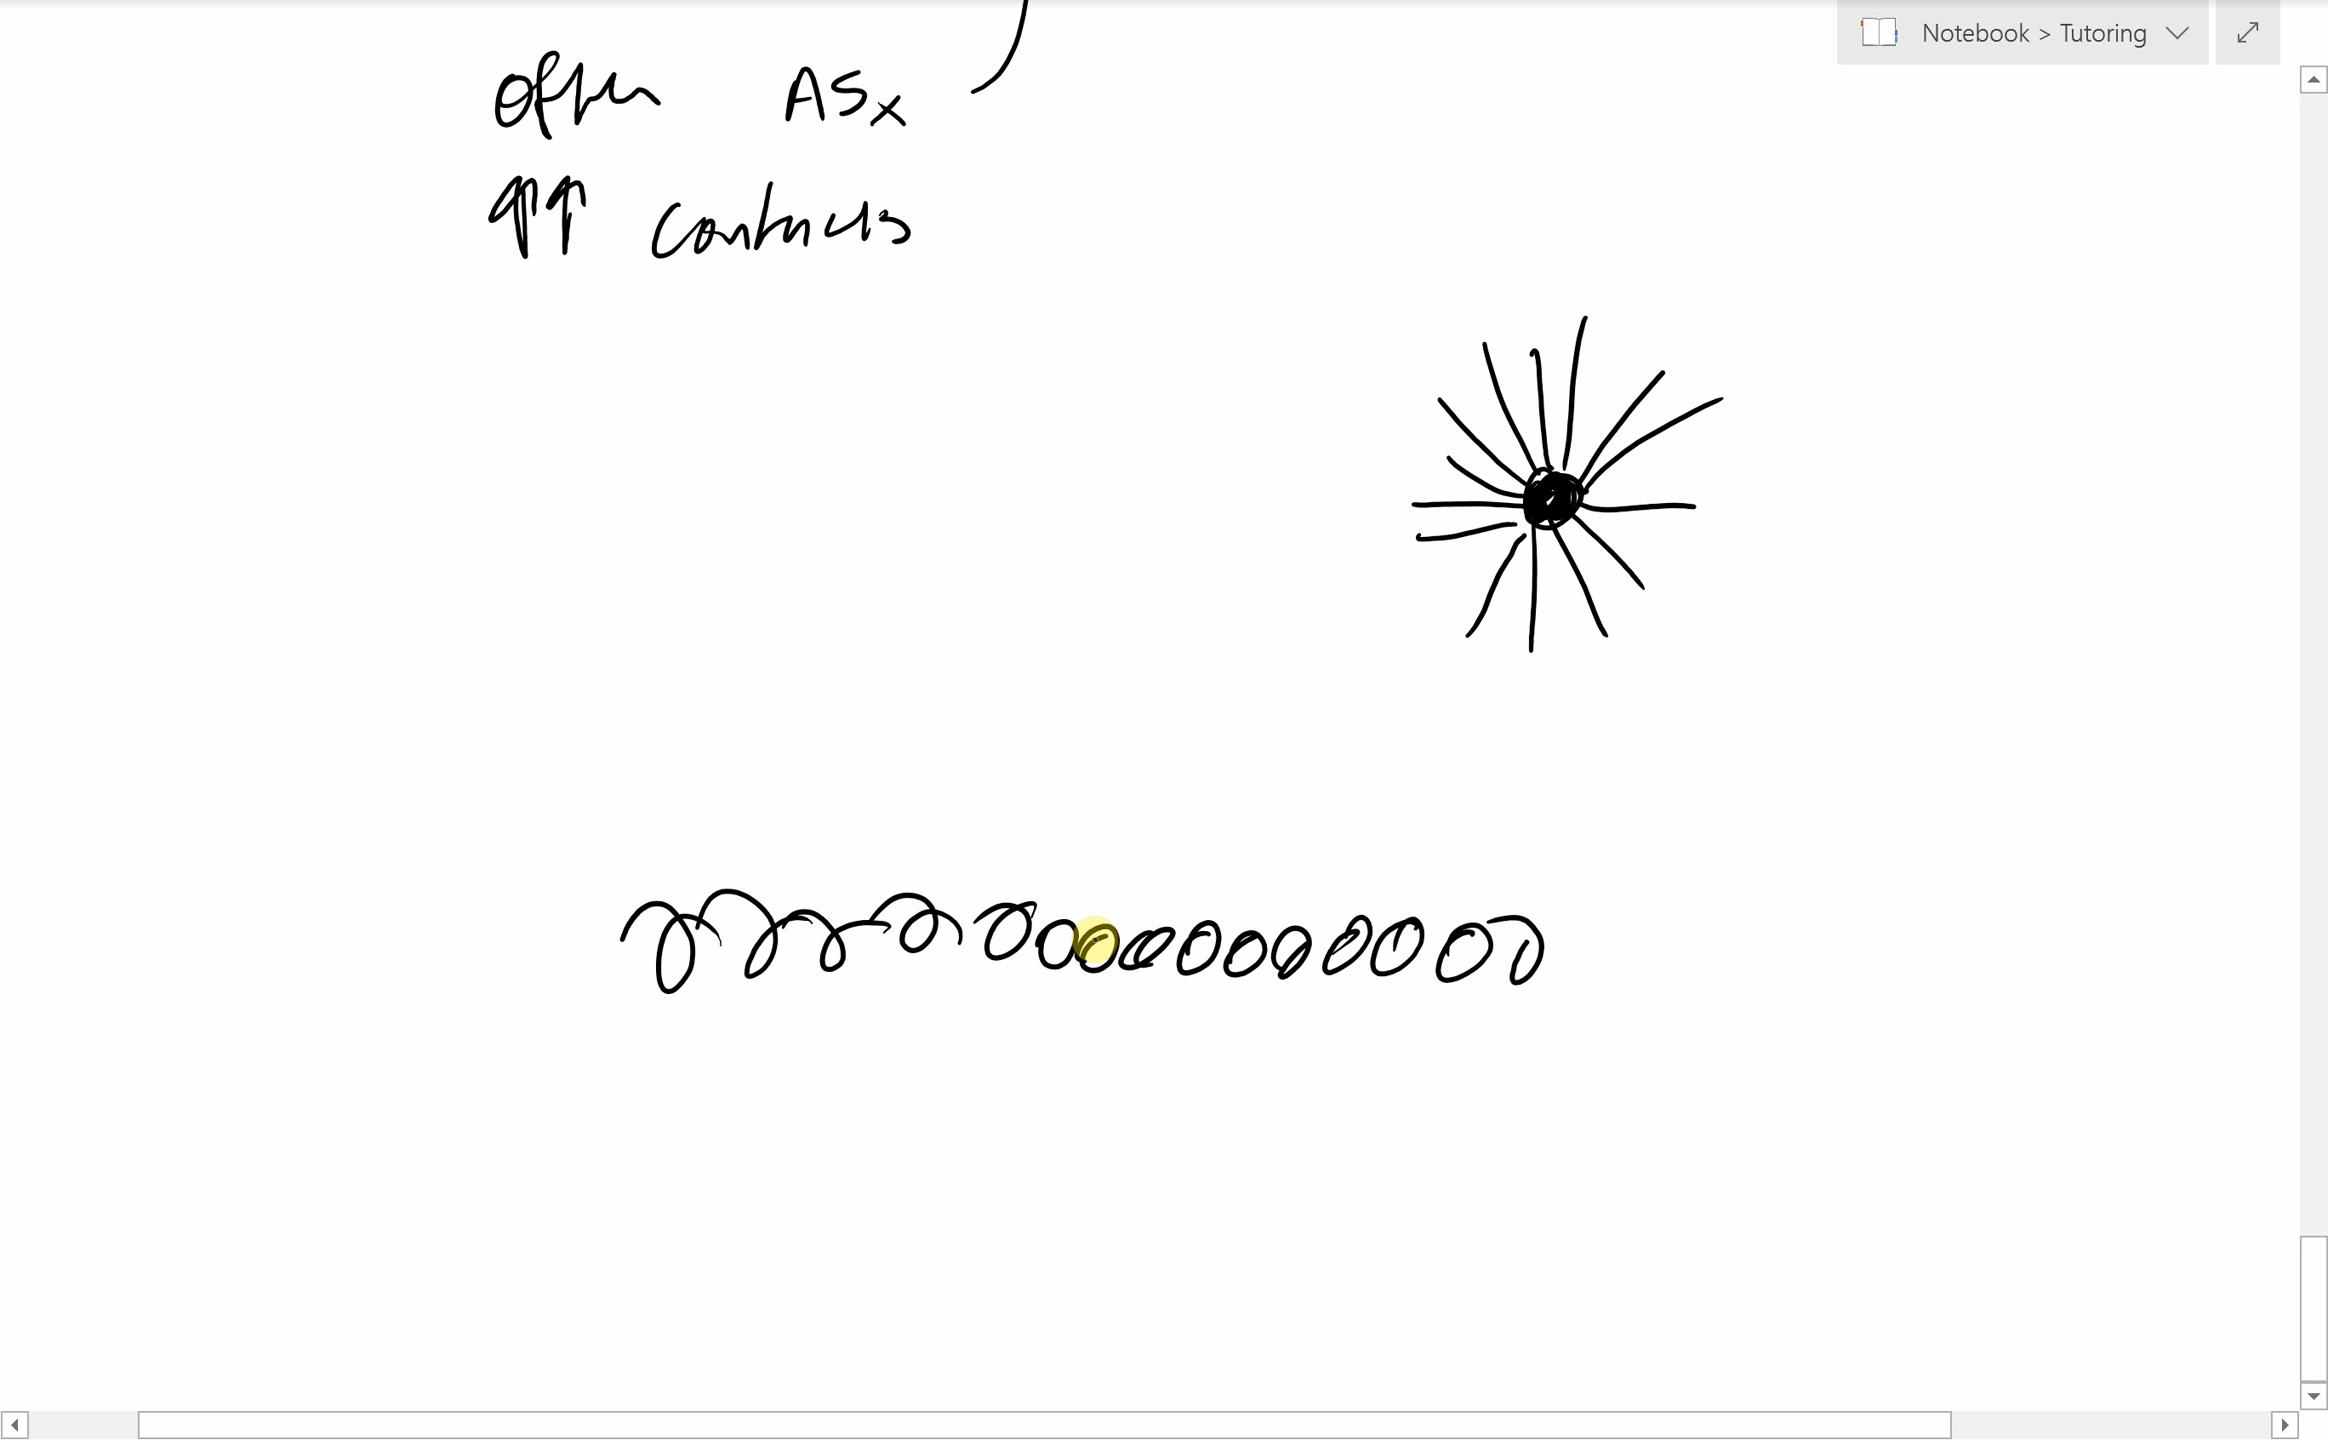 Notebook > Tutoring
often ASx
↑↑ contacts